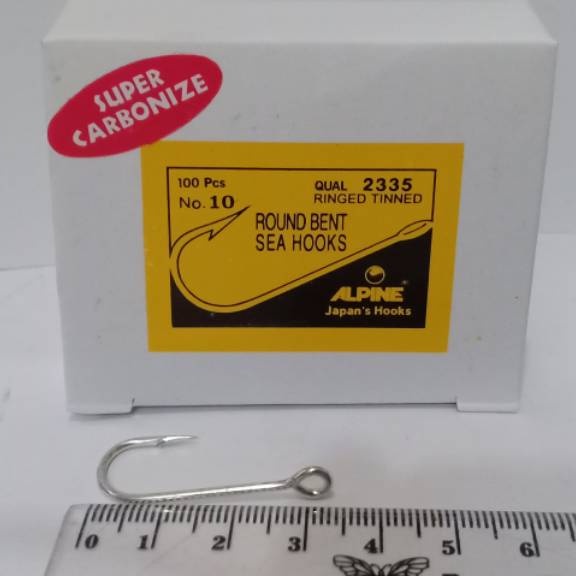 SUPER
CARBONIZE
100 Pcs
No. 10
QUAL 2335
RINGED TINNED
ROUND BENT
SEA HOOKS
ALPINE
Japan's Hooks
0 1 2 3 4 5 6